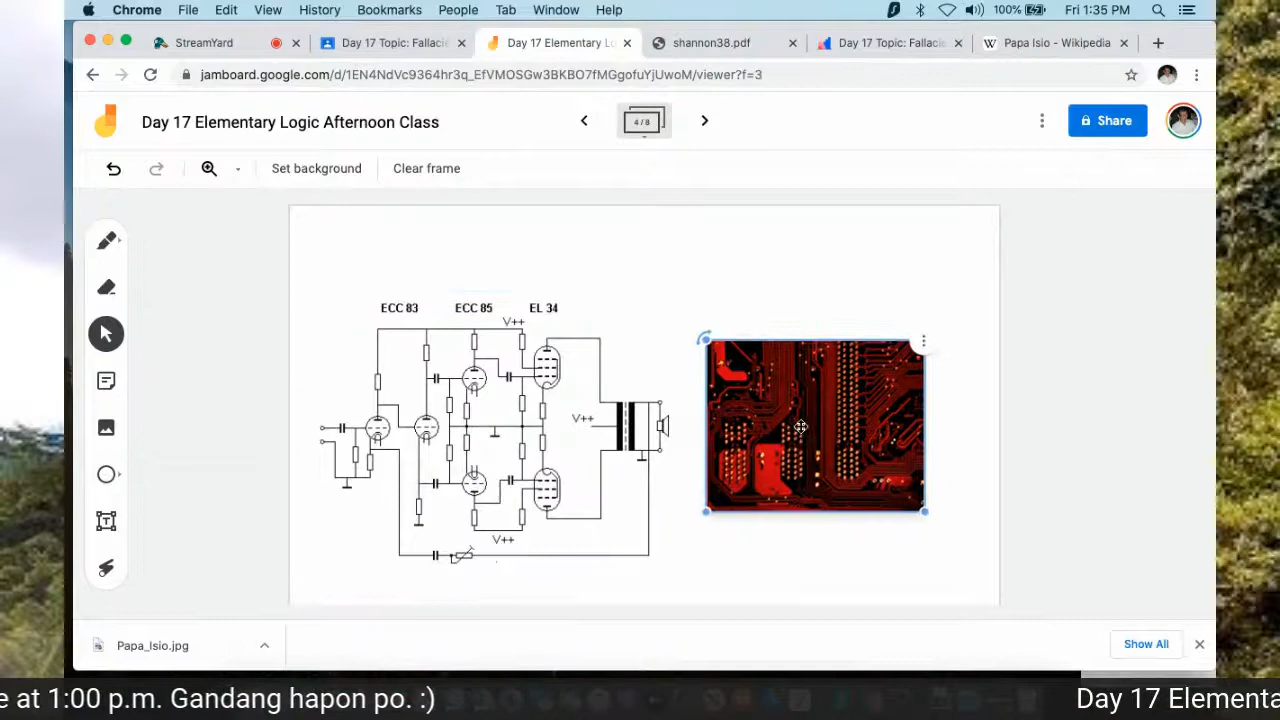 Chrome File Edit View History Bookmarks People Tab Window Help 100% Fri 1:35 PM
StreamYard Day 17 Topic: Fallacie Day 17 Elementary Lo shannon38.pdf Day 17 Topic: Fallacie Papa Isio - Wikipedia
jamboard.google.com/d/1EN4NdVc9364hr3q_EfVMOSGw3BKBO7fMGgofuYjUwoM/viewer?f=3
Day 17 Elementary Logic Afternoon Class
4 / 8
Share
Set background Clear frame
ECC 83 ECC 85 EL 34
V++
V++
V++
Papa_Isio.jpg
Show All
e at 1:00 p.m. Gandang hapon po. :) Day 17 Elementa